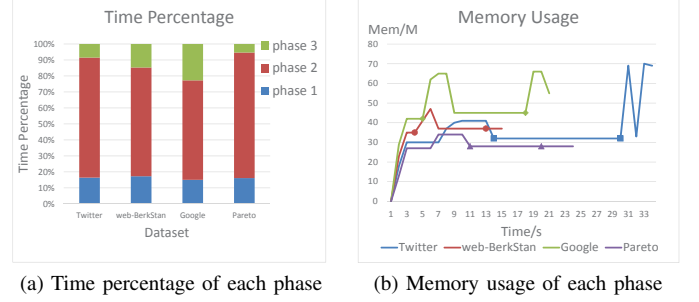 Time Percentage
100%
90%
80%
70%
60%
50%
40%
30%
20%
10%
0%
Time Percentage
phase 3
phase 2
phase 1
Twitter web-BerkStan Google Pareto
Dataset
(a) Time percentage of each phase
Memory Usage
Mem/M
80
70
60
50
40
30
20
10
0
1 3 5 7 9 11 13 15 17 19 21 23 25 27 29 31 33
Time/s
Twitter web-BerkStan Google Pareto
(b) Memory usage of each phase